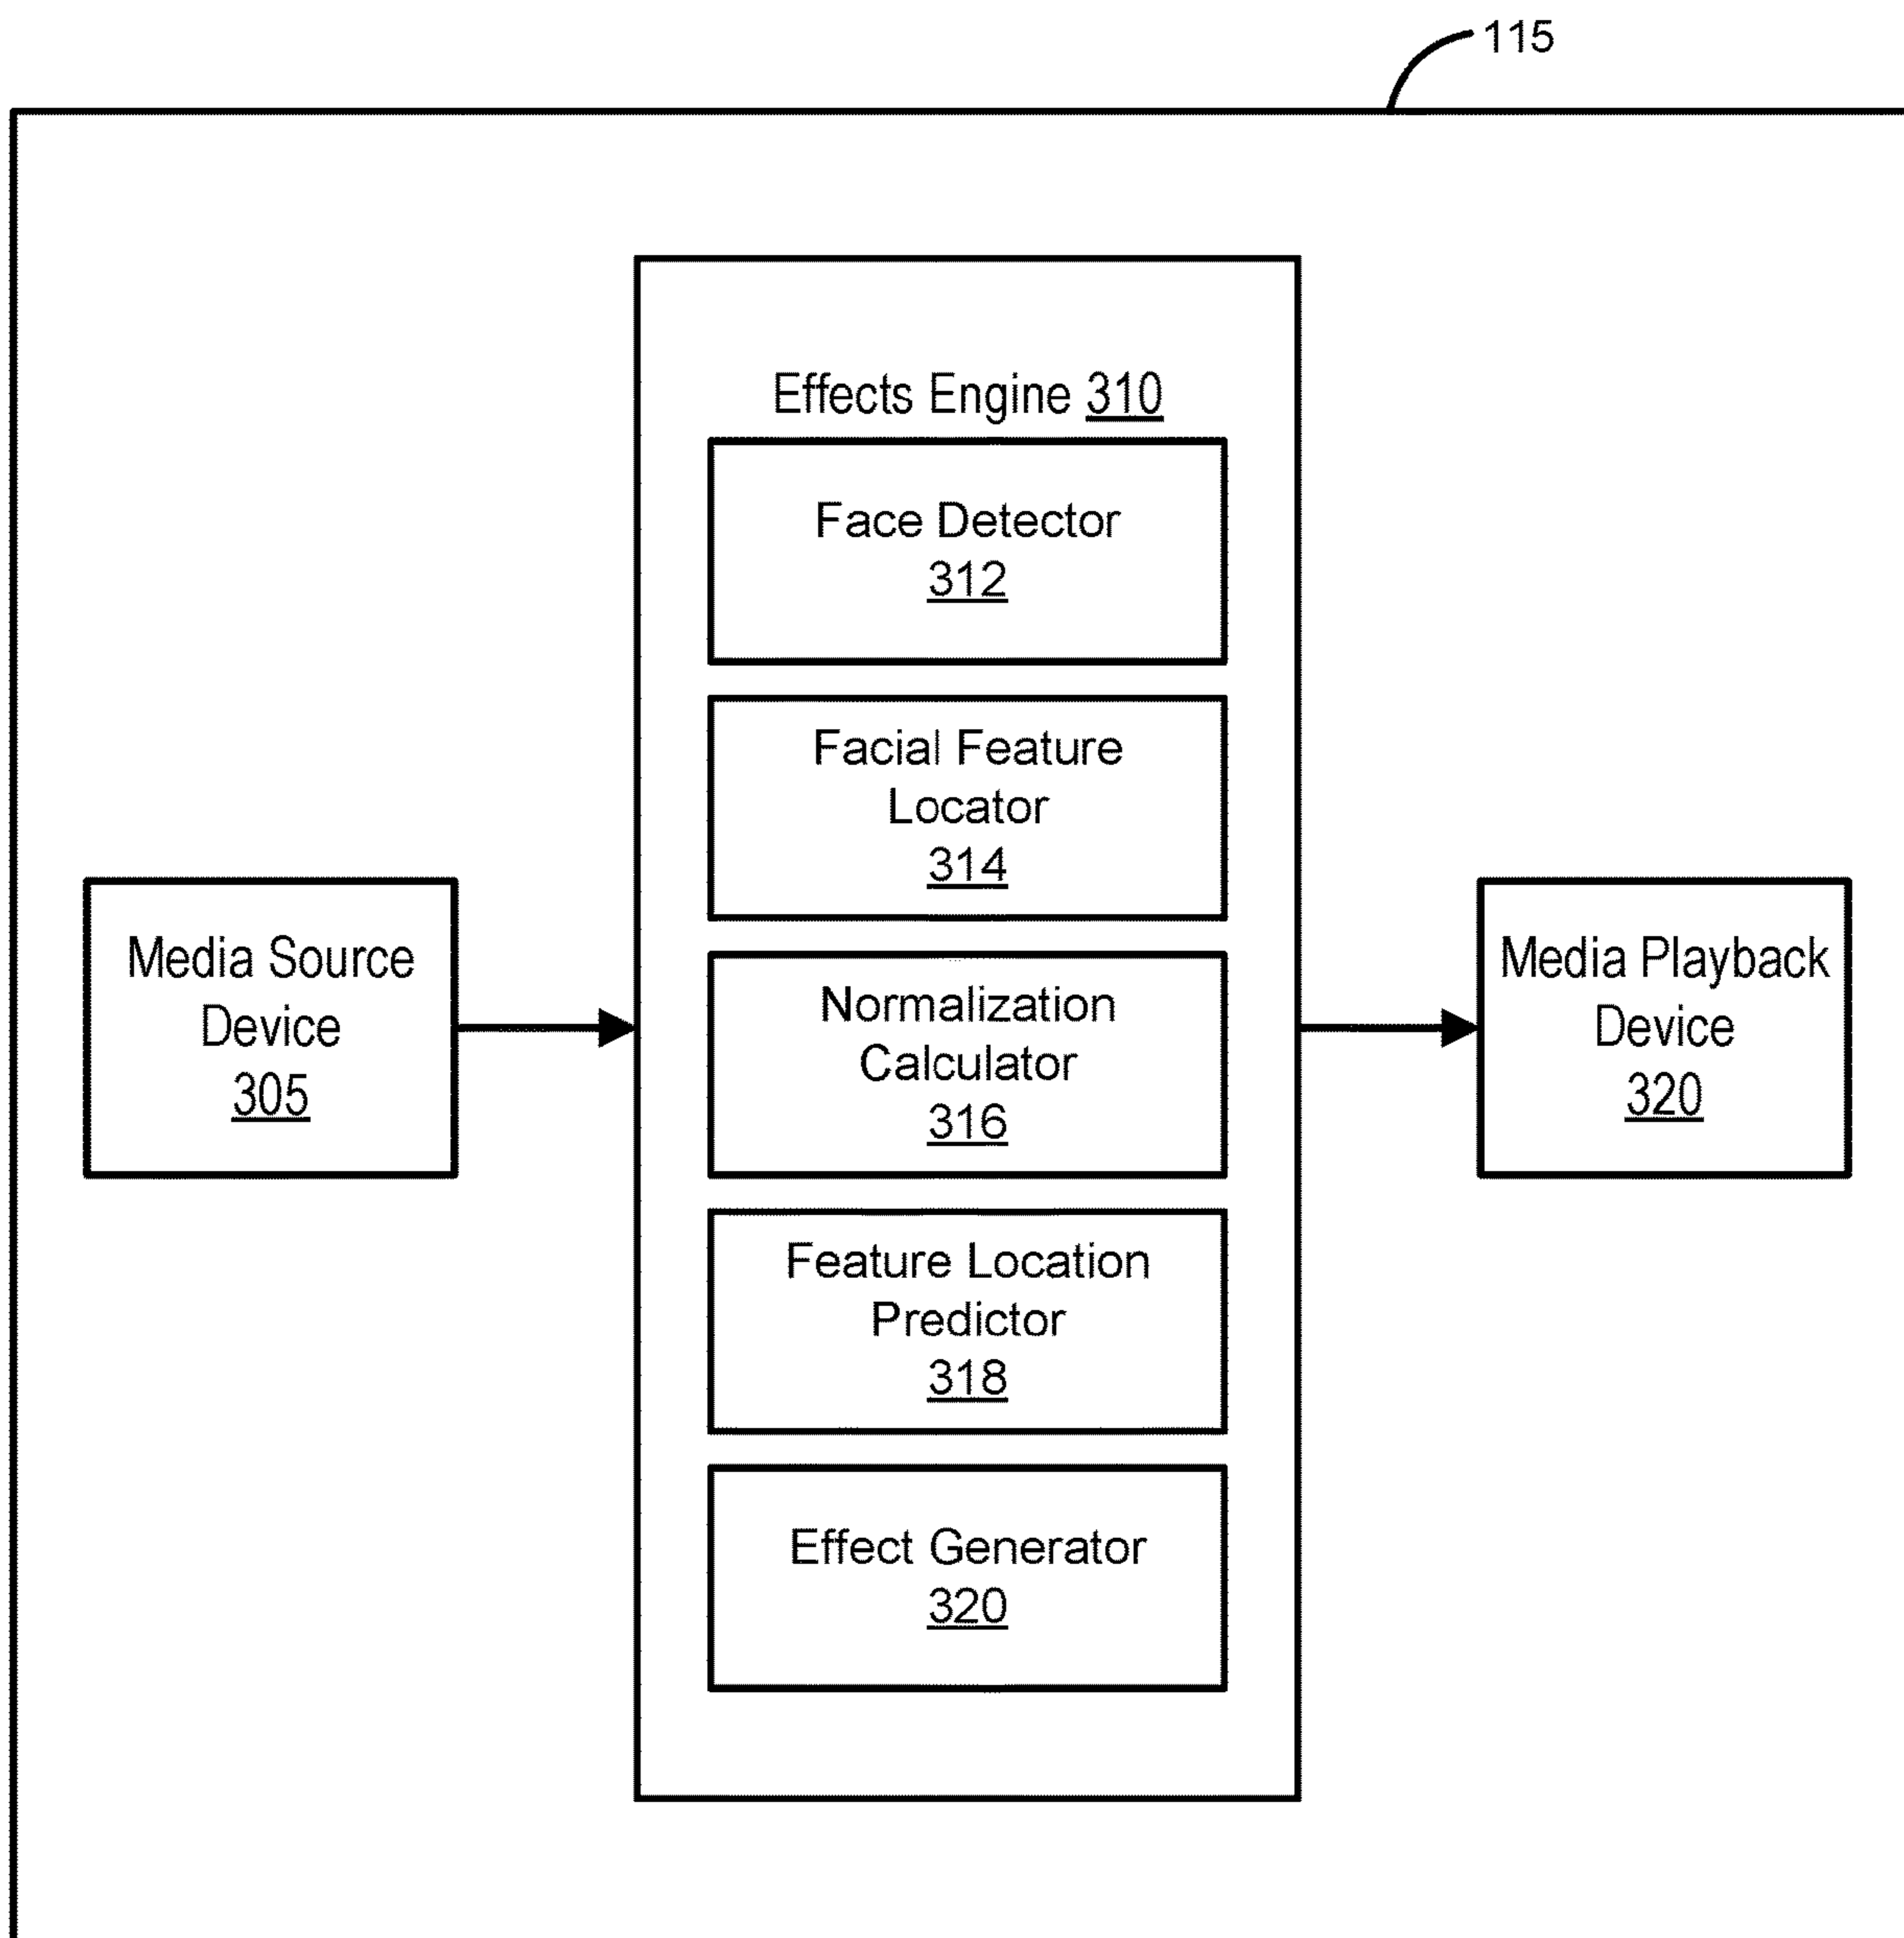 115
Effects Engine 310
Face Detector
312
Facial Feature
Locator
314
Normalization
Calculator
316
Feature Location
Predictor
318
Effect Generator
320
Media Source
Device
305
Media Playback
Device
320